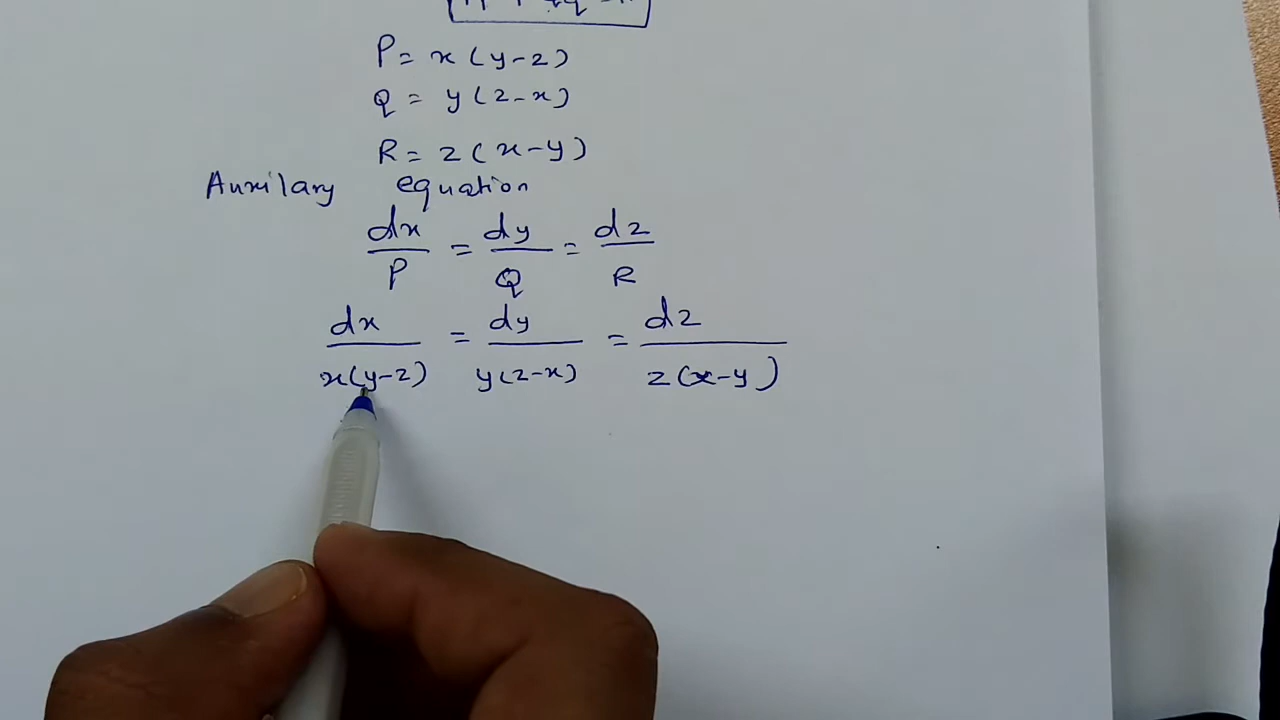 P = x (y-z)
Q = y (z-x)
R = z (x-y)
Auxilary equation
dx/P = dy/Q = dz/R
dx/x(y-z) = dy/y(z-x) = dz/z(x-y)